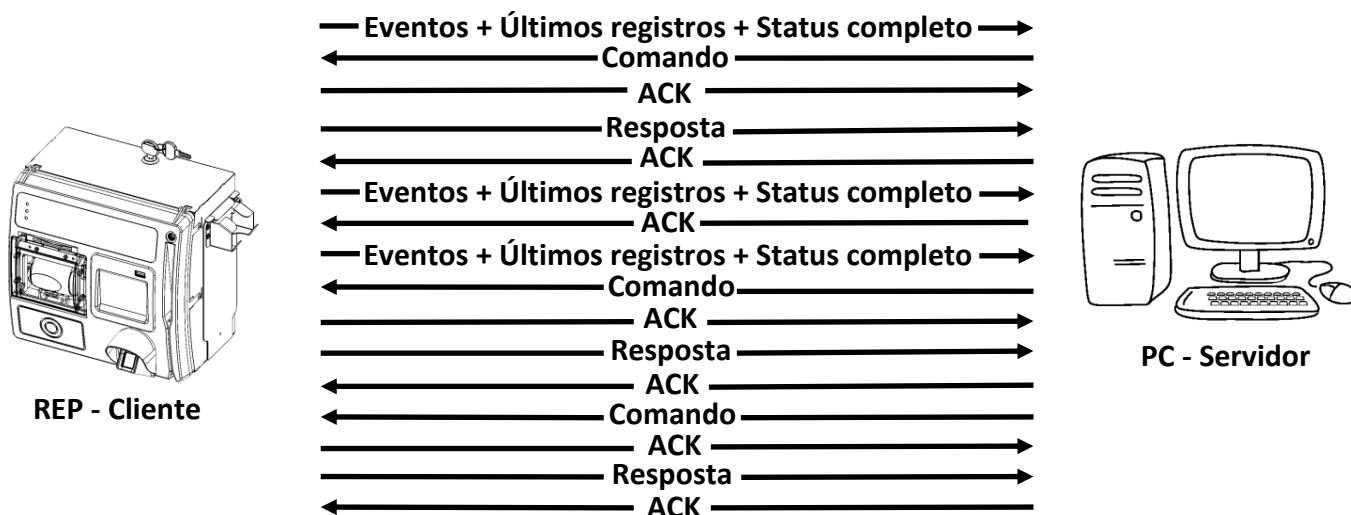 Eventos + Últimos registros + Status completo
Comando
ACK
Resposta
ACK
Eventos + Últimos registros + Status completo
ACK
Eventos + Últimos registros + Status completo
Comando
ACK
Resposta
ACK
Comando
ACK
Resposta
ACK
REP - Cliente
PC - Servidor